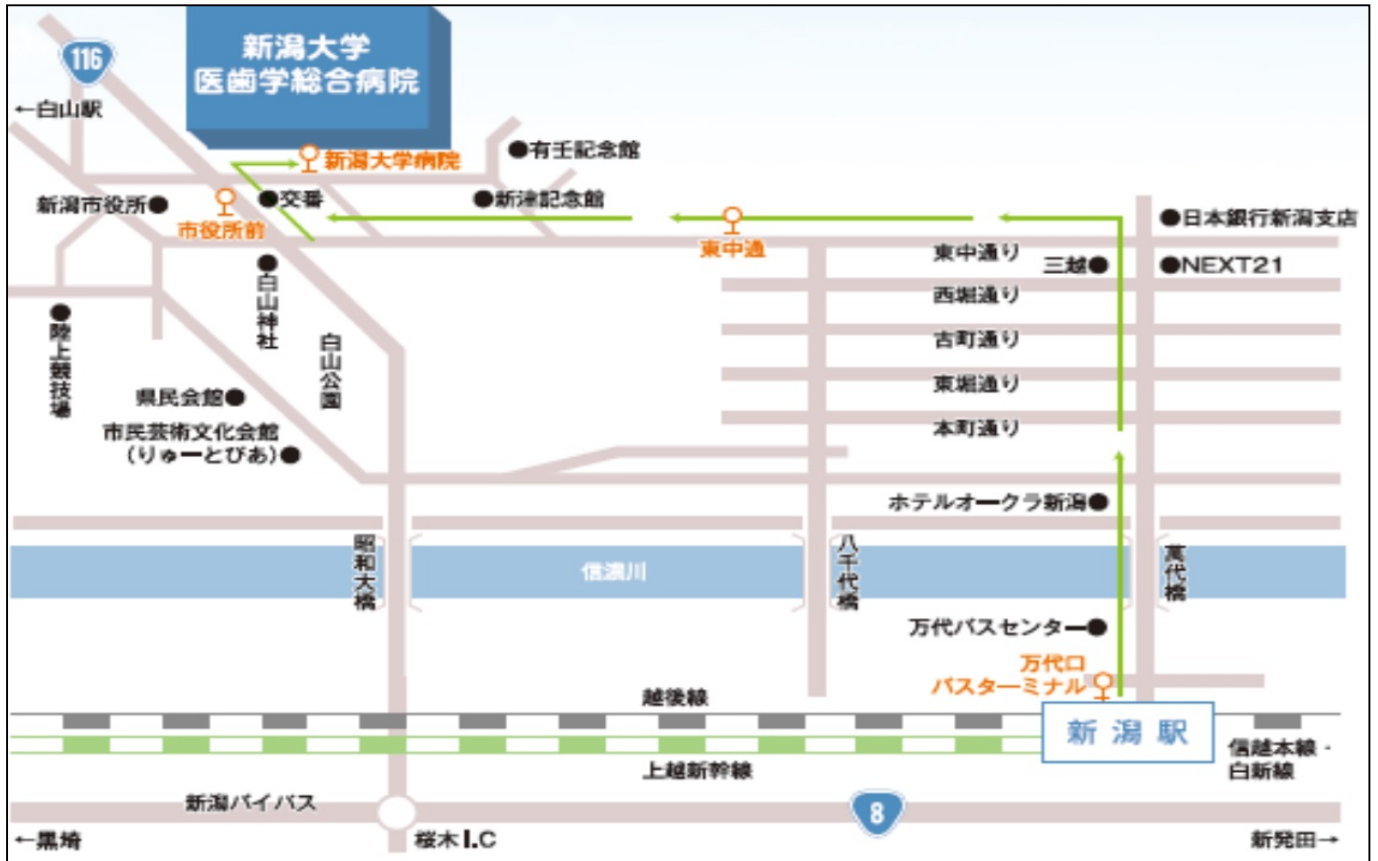 新潟大学
医歯学総合病院
116
←白山駅
新潟大学病院
●有壬記念館
新潟市役所●
市役所前
●交番
●新津記念館
東中通
●日本銀行新潟支店
東中通り
三越●
●NEXT21
西堀通り
古町通り
東堀通り
本町通り
●白山神社
白山公園
●陸上競技場
県民会館●
市民芸術文化会館
(りゅーとぴあ)●
ホテルオークラ新潟●
昭和大橋
信濃川
八千代橋
萬代橋
万代バスセンター●
万代口
バスターミナル
越後線
新潟駅
上越新幹線
信越本線・
白新線
新潟バイパス
8
←黒埼
桜木I.C
新発田→